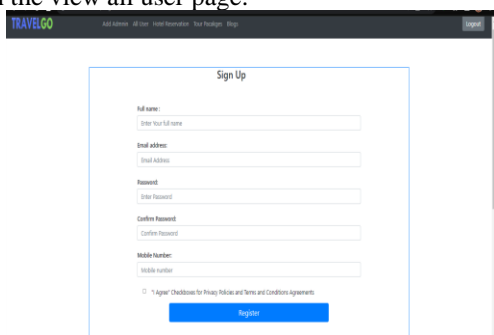 the view all user page.
TRAVELGO
Add Admin All User Hotel Reservation Tour Packges Blogs
Logout
Sign Up
Full name :
Enter Your full name
Email address:
Email Address
Password:
Enter Password
Confirm Password:
Confirm Password
Mobile Number:
Mobile number
"I Agree" Checkboxes for Privacy Policies and Terms and Conditions Agreements
Register